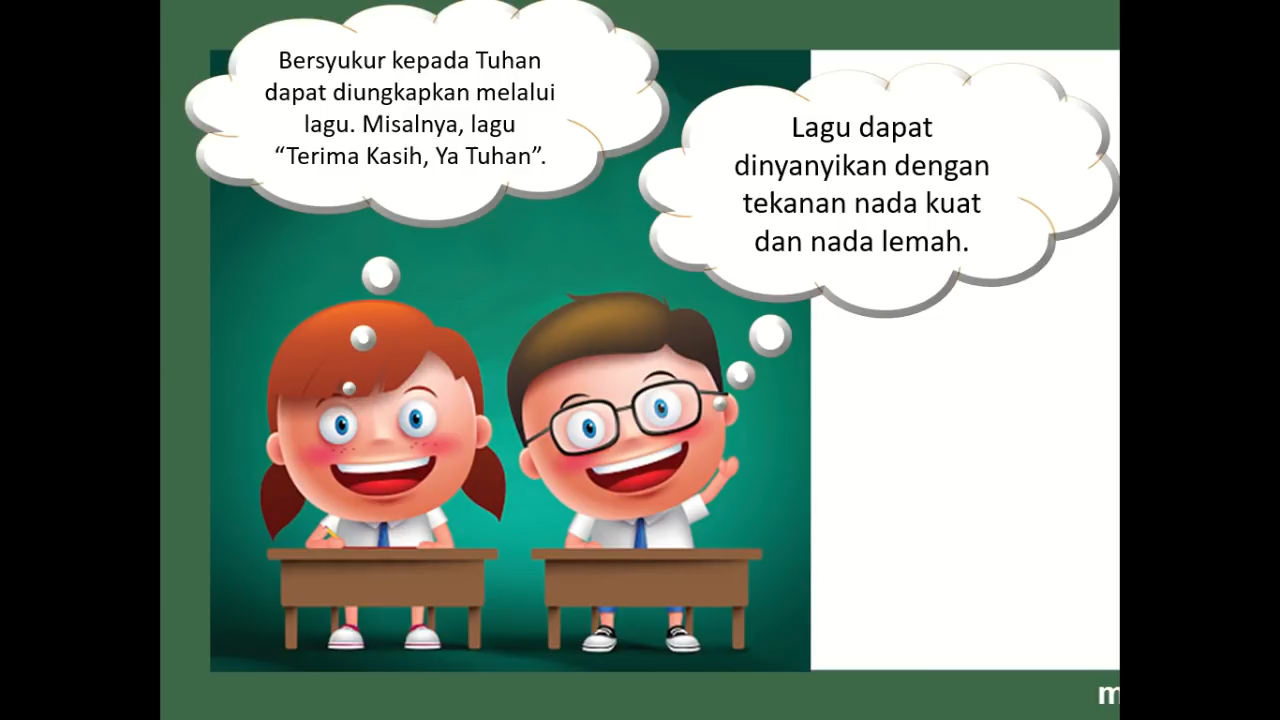 Bersyukur kepada Tuhan
dapat diungkapkan melalui
lagu. Misalnya, lagu
“Terima Kasih, Ya Tuhan”.
Lagu dapat
dinyanyikan dengan
tekanan nada kuat
dan nada lemah.